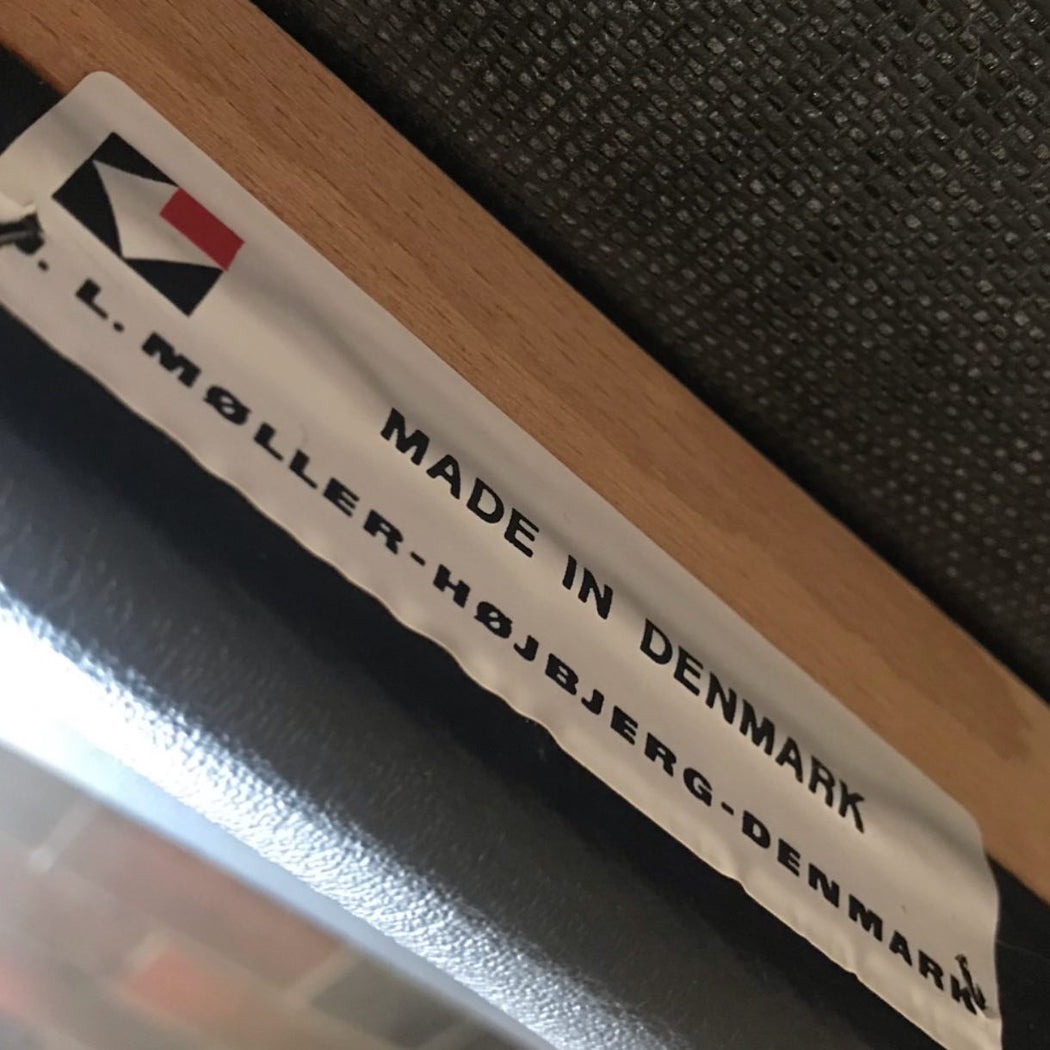 MADE IN DENMARK
J. L. MØLLER-HØJBJERG-DENMARK